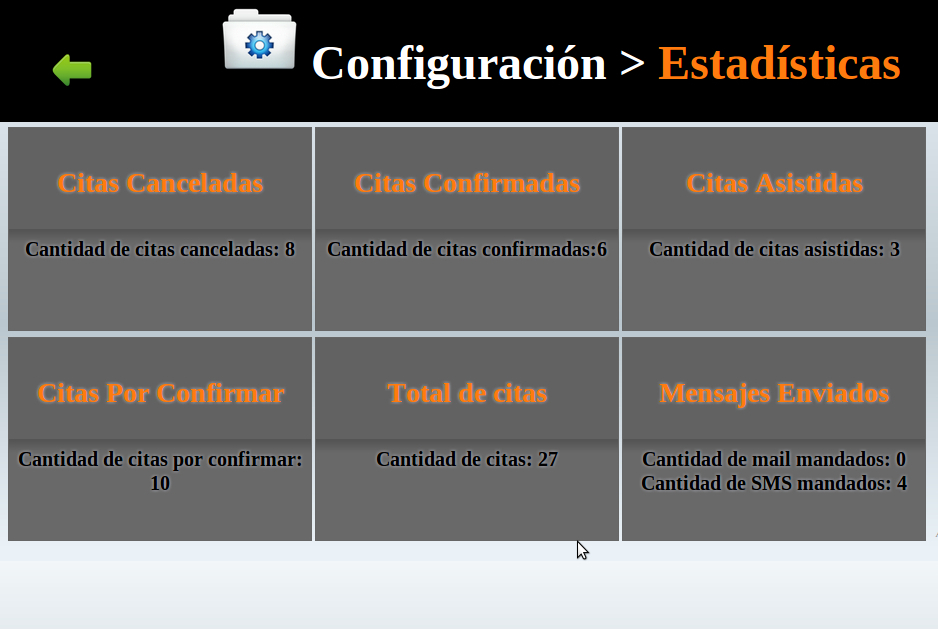 Configuración > Estadísticas
Citas Canceladas
Cantidad de citas canceladas: 8
Citas Confirmadas
Cantidad de citas confirmadas:6
Citas Asistidas
Cantidad de citas asistidas: 3
Citas Por Confirmar
Cantidad de citas por confirmar:
10
Total de citas
Cantidad de citas: 27
Mensajes Enviados
Cantidad de mail mandados: 0
Cantidad de SMS mandados: 4